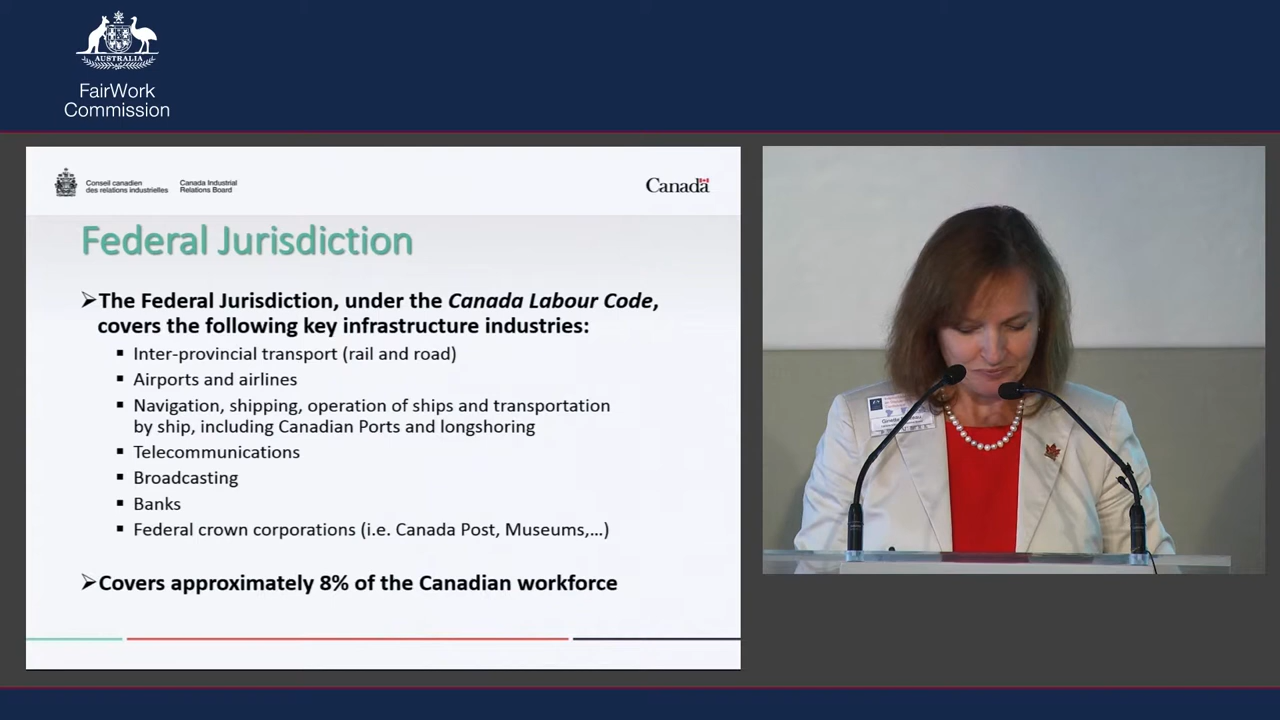 AUSTRALIA
FairWork
Commission
Conseil canadien
des relations industrielles
Canada Industrial
Relations Board
Canada
Federal Jurisdiction
➢The Federal Jurisdiction, under the Canada Labour Code,
covers the following key infrastructure industries:
▪ Inter-provincial transport (rail and road)
▪ Airports and airlines
▪ Navigation, shipping, operation of ships and transportation
by ship, including Canadian Ports and longshoring
▪ Telecommunications
▪ Broadcasting
▪ Banks
▪ Federal crown corporations (i.e. Canada Post, Museums,...)
➢Covers approximately 8% of the Canadian workforce